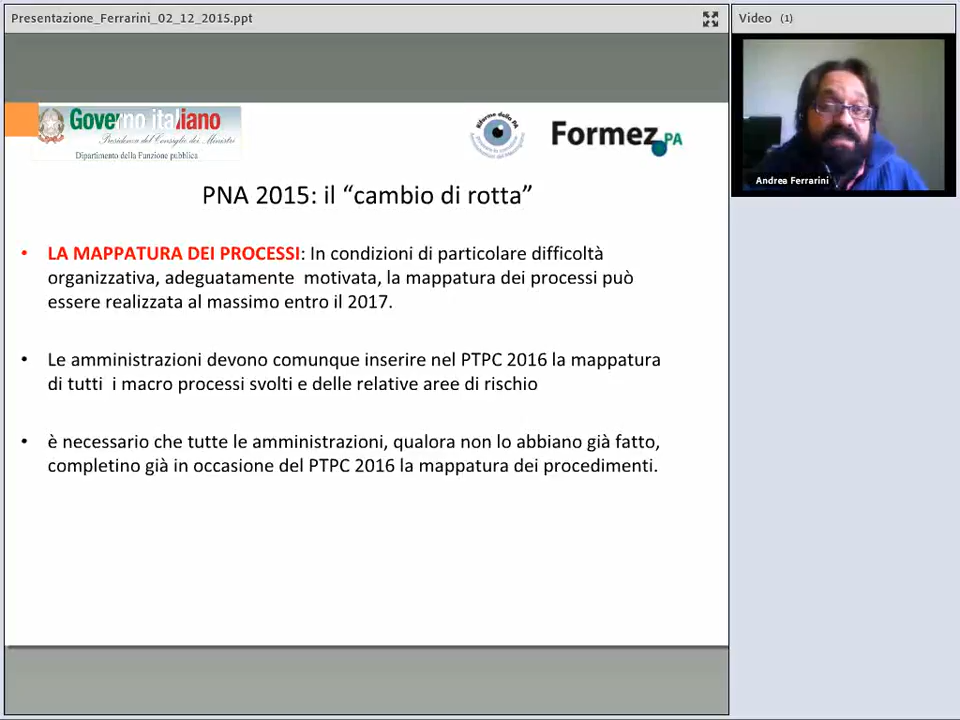 Presentazione_Ferrarini_02_12_2015.ppt
Video (1)
Governo italiano
Presidenza del Consiglio dei Ministri
Dipartimento della Funzione pubblica
Riforme della PA
FormezPA
Andrea Ferrarini
PNA 2015: il “cambio di rotta”
• LA MAPPATURA DEI PROCESSI: In condizioni di particolare difficoltà
organizzativa, adeguatamente motivata, la mappatura dei processi può
essere realizzata al massimo entro il 2017.
• Le amministrazioni devono comunque inserire nel PTPC 2016 la mappatura
di tutti i macro processi svolti e delle relative aree di rischio
• è necessario che tutte le amministrazioni, qualora non lo abbiano già fatto,
completino già in occasione del PTPC 2016 la mappatura dei procedimenti.